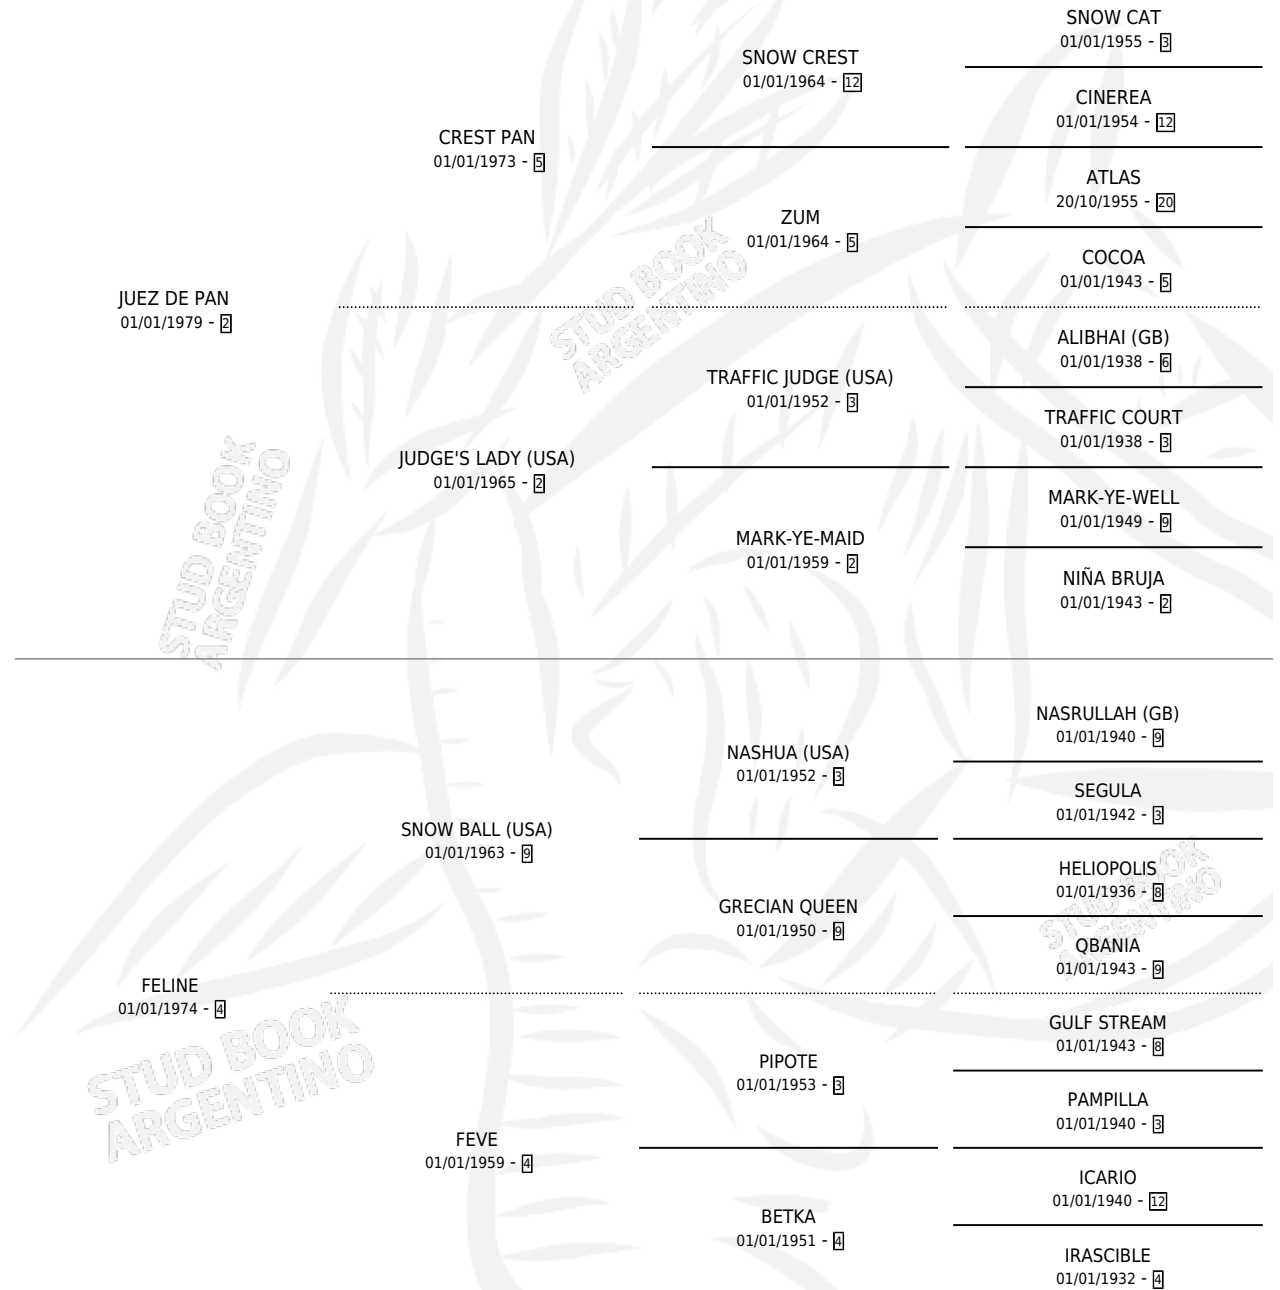 SNOW CAT
01/01/1955 - 3
SNOW CREST
01/01/1964 - 12
CINEREA
01/01/1954 - 12
CREST PAN
01/01/1973 - 5
ATLAS
20/10/1955 - 20
ZUM
01/01/1964 - 5
COCOA
01/01/1943 - 5
JUEZ DE PAN
01/01/1979 - 2
ALIBHAI (GB)
01/01/1938 - 6
TRAFFIC JUDGE (USA)
01/01/1952 - 3
TRAFFIC COURT
01/01/1938 - 3
JUDGE'S LADY (USA)
01/01/1965 - 2
MARK-YE-WELL
01/01/1949 - 9
MARK-YE-MAID
01/01/1959 - 2
NIÑA BRUJA
01/01/1943 - 2
NASRULLAH (GB)
01/01/1940 - 9
NASHUA (USA)
01/01/1952 - 3
SEGULA
01/01/1942 - 3
SNOW BALL (USA)
01/01/1963 - 9
HELIOPOLIS
01/01/1936 - 8
GRECIAN QUEEN
01/01/1950 - 9
QBANIA
01/01/1943 - 9
FELINE
01/01/1974 - 4
GULF STREAM
01/01/1943 - 8
PIPOTE
01/01/1953 - 3
PAMPILLA
01/01/1940 - 3
FEVE
01/01/1959 - 4
ICARIO
01/01/1940 - 12
BETKA
01/01/1951 - 4
IRASCIBLE
01/01/1932 - 4
STUD BOOK
ARGENTINO
STUD BOOK
ARGENTINO
STUD BOOK
ARGENTINO
STUD BOOK
ARGENTINO